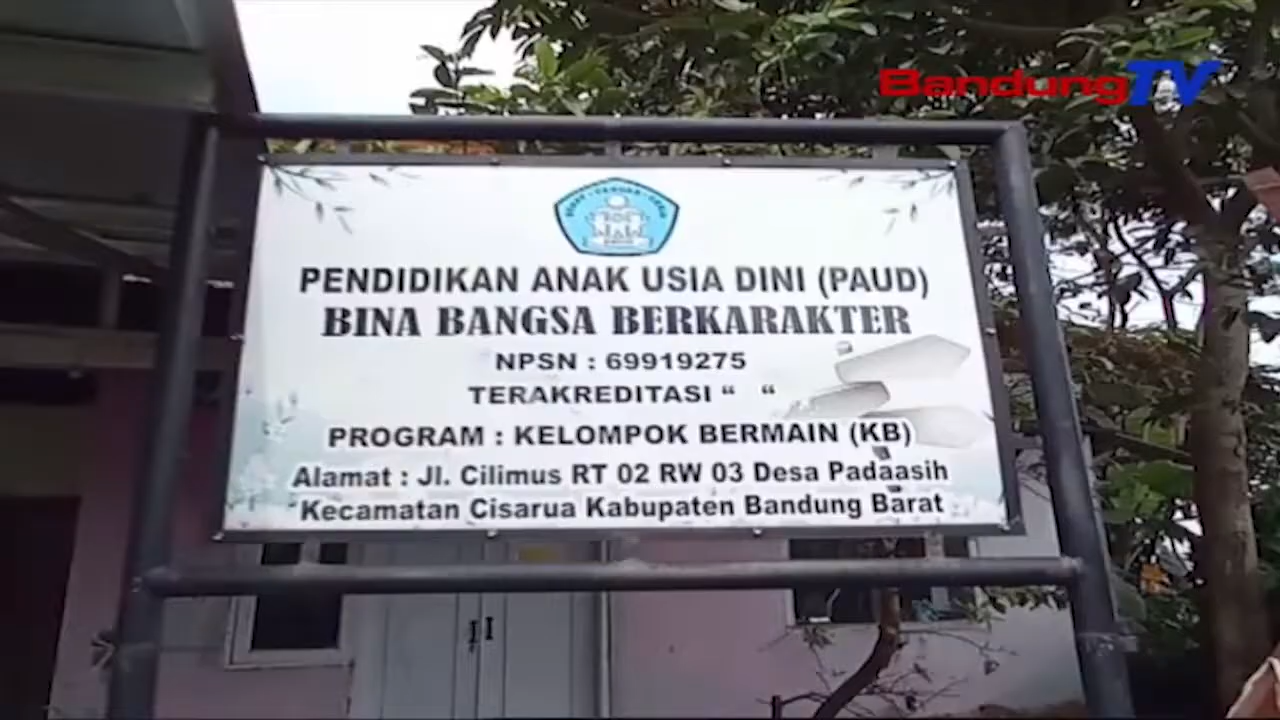 BandungTV
PENDIDIKAN ANAK USIA DINI (PAUD)
BINA BANGSA BERKARAKTER
NPSN : 69919275
TERAKREDITASI “ “
PROGRAM : KELOMPOK BERMAIN (KB)
Alamat : Jl. Cilimus RT 02 RW 03 Desa Padaasih
Kecamatan Cisarua Kabupaten Bandung Barat